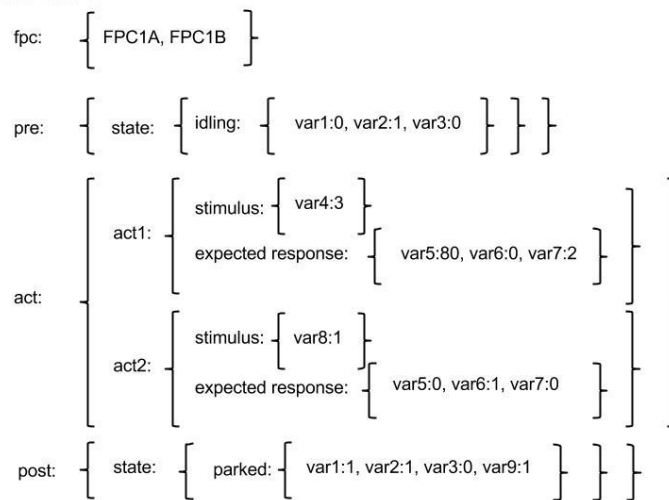 fpc: { FPC1A, FPC1B }
pre: { state: { idling: { var1:0, var2:1, var3:0 } } }
act: { act1: { stimulus: { var4:3 }
expected response: { var5:80, var6:0, var7:2 } }
act2: { stimulus: { var8:1 }
expected response: { var5:0, var6:1, var7:0 } } }
post: { state: { parked: { var1:1, var2:1, var3:0, var9:1 } } }